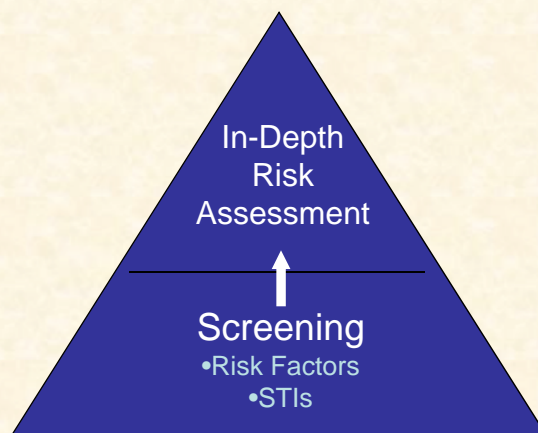 In-Depth
Risk
Assessment
Screening
•Risk Factors
•STIs